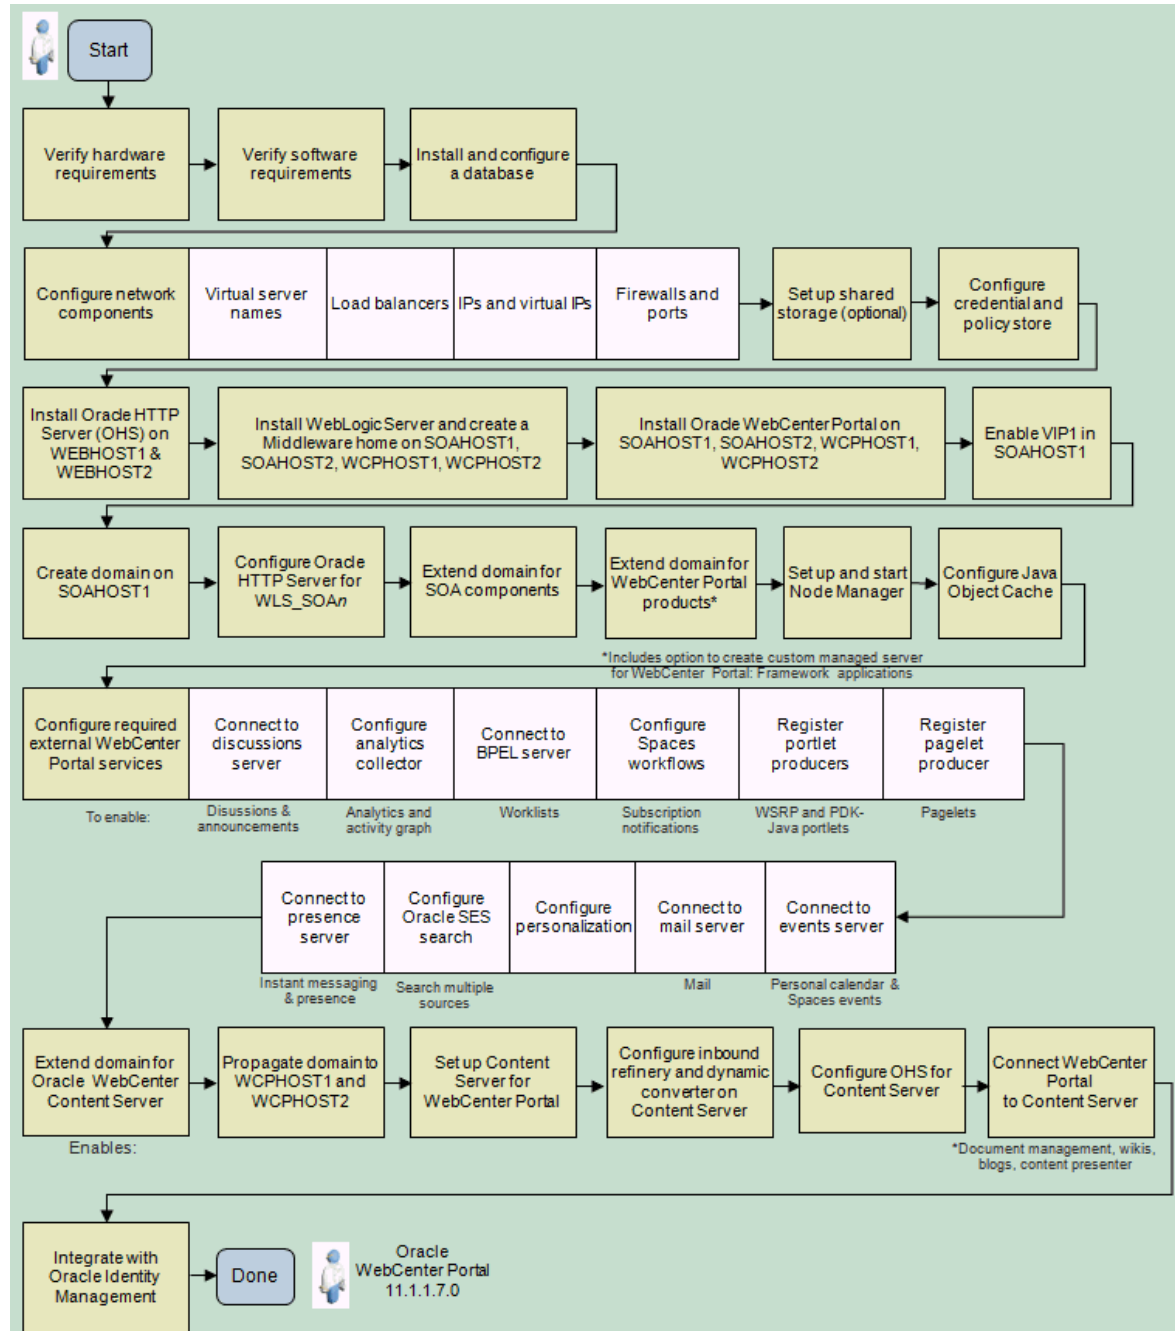 Start
Verify hardware
requirements
Verify software
requirements
Install and configure
a database
Configure network
components
Virtual server
names
Load balancers
IPs and virtual IPs
Firewalls and
ports
Set up shared
storage (optional)
Configure
credential and
policy store
Install Oracle HTTP
Server (OHS) on
WEBHOST1 &
WEBHOST2
Install WebLogic Server and create a
Middleware home on SOAHOST1,
SOAHOST2, WCPHOST1, WCPHOST2
Install Oracle WebCenter Portal on
SOAHOST1, SOAHOST2, WCPHOST1,
WCPHOST2
Enable VIP1 in
SOAHOST1
Create domain on
SOAHOST1
Configure Oracle
HTTP Server for
WLS_SOAn
Extend domain for
SOA components
Extend domain for
WebCenter Portal
products*
Set up and start
Node Manager
Configure Java
Object Cache
*Includes option to create custom managed server
for WebCenter Portal: Framework applications
Configure required
external WebCenter
Portal services
Connect to
discussions
server
Configure
analytics
collector
Connect to
BPEL server
Configure
Spaces
workflows
Register
portlet
producers
Register
pagelet
producer
To enable:
Disussions &
announcements
Analytics and
activity graph
Worklists
Subscription
notifications
WSRP and PDK-
Java portlets
Pagelets
Connect to
presence
server
Configure
Oracle SES
search
Configure
personalization
Connect to
mail server
Connect to
events server
Instant messaging
& presence
Search multiple
sources
Mail
Personal calendar &
Spaces events
Extend domain for
Oracle WebCenter
Content Server
Propagate domain to
WCPHOST1 and
WCPHOST2
Set up Content
Server for
WebCenter Portal
Configure inbound
refinery and dynamic
converter on
Content Server
Configure OHS for
Content Server
Connect WebCenter
Portal
to Content Server
Enables:
*Document management, wikis,
blogs, content presenter
Integrate with
Oracle Identity
Management
Done
Oracle
WebCenter Portal
11.1.1.7.0